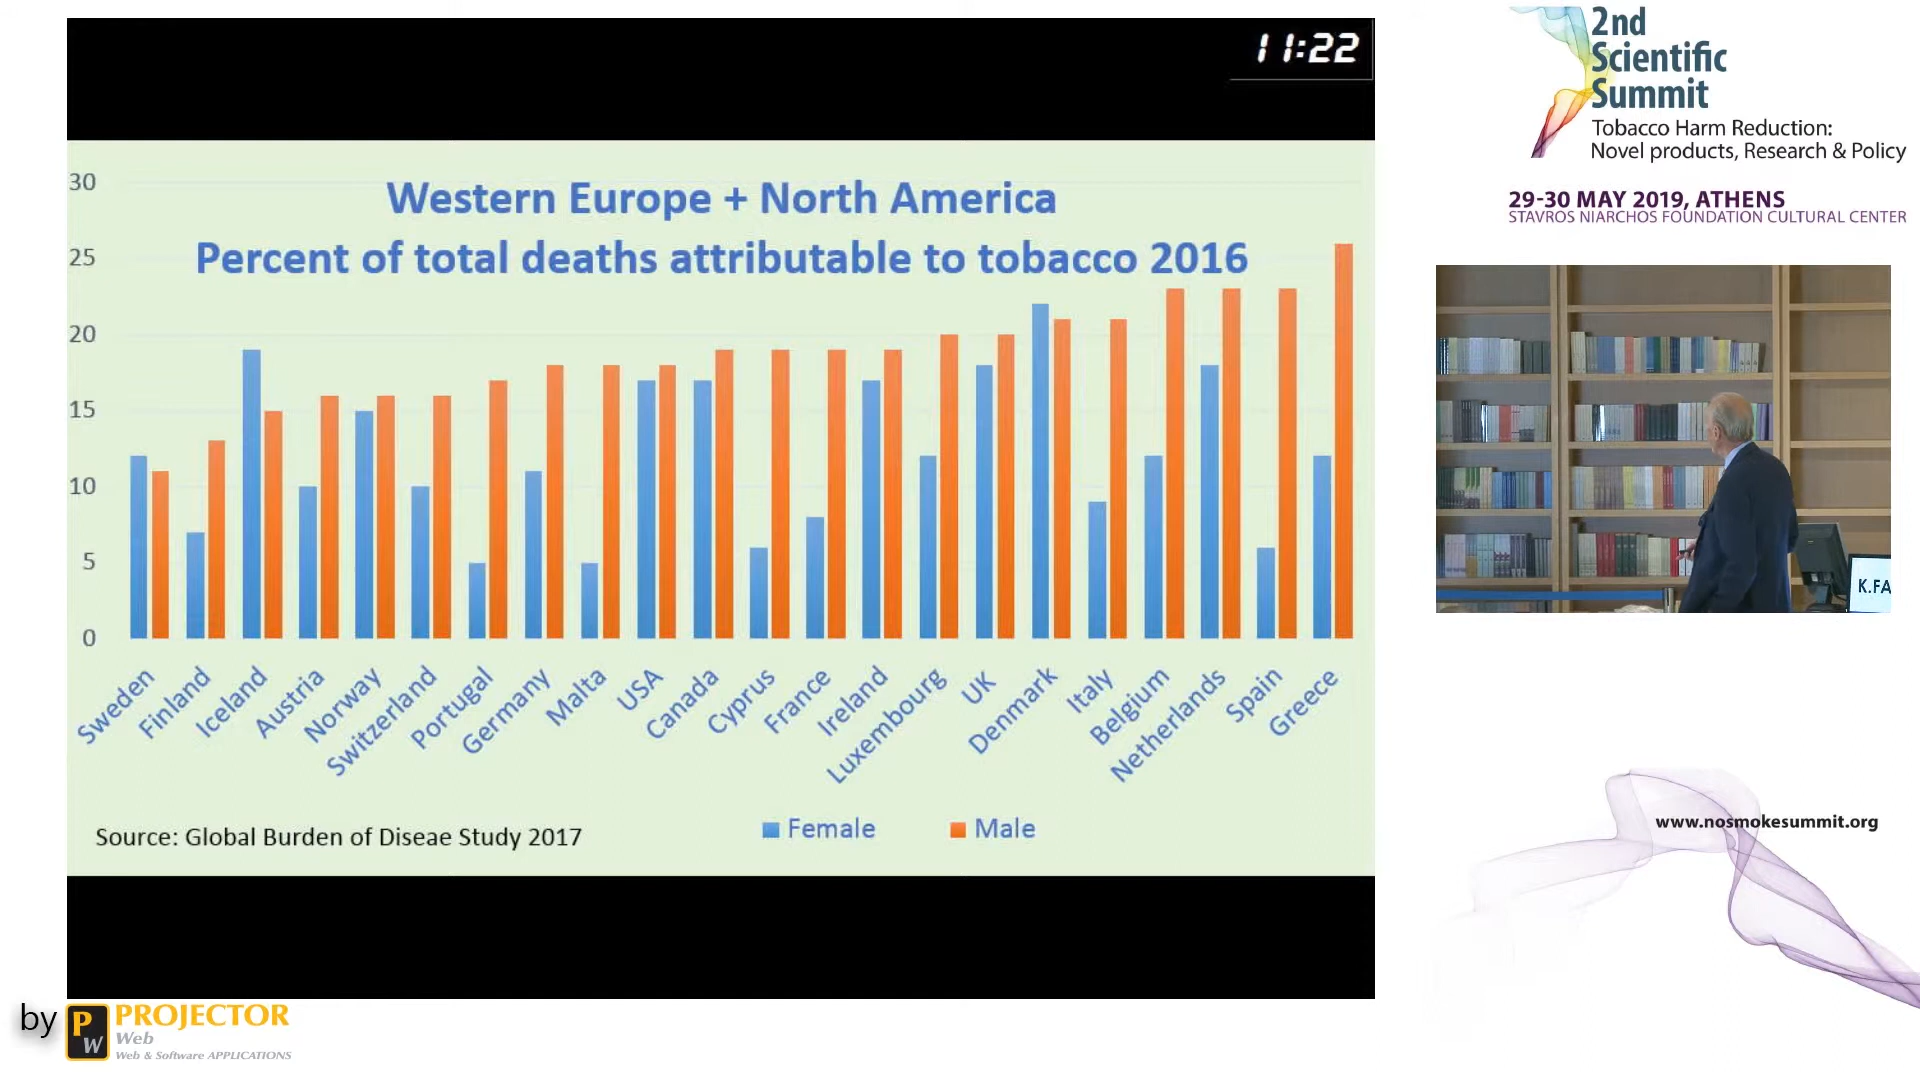 11:22
30
25
20
15
10
5
0
Western Europe + North America
Percent of total deaths attributable to tobacco 2016
Sweden
Finland
Iceland
Austria
Norway
Switzerland
Portugal
Germany
Malta
USA
Canada
Cyprus
France
Ireland
Luxembourg
UK
Denmark
Italy
Belgium
Netherlands
Spain
Greece
Source: Global Burden of Diseae Study 2017
Female
Male
2nd
Scientific
Summit
Tobacco Harm Reduction:
Novel products, Research & Policy
29-30 MAY 2019, ATHENS
STAVROS NIARCHOS FOUNDATION CULTURAL CENTER
K.FA
www.nosmokesummit.org
by
PW
PROJECTOR
Web
Web & Software APPLICATIONS